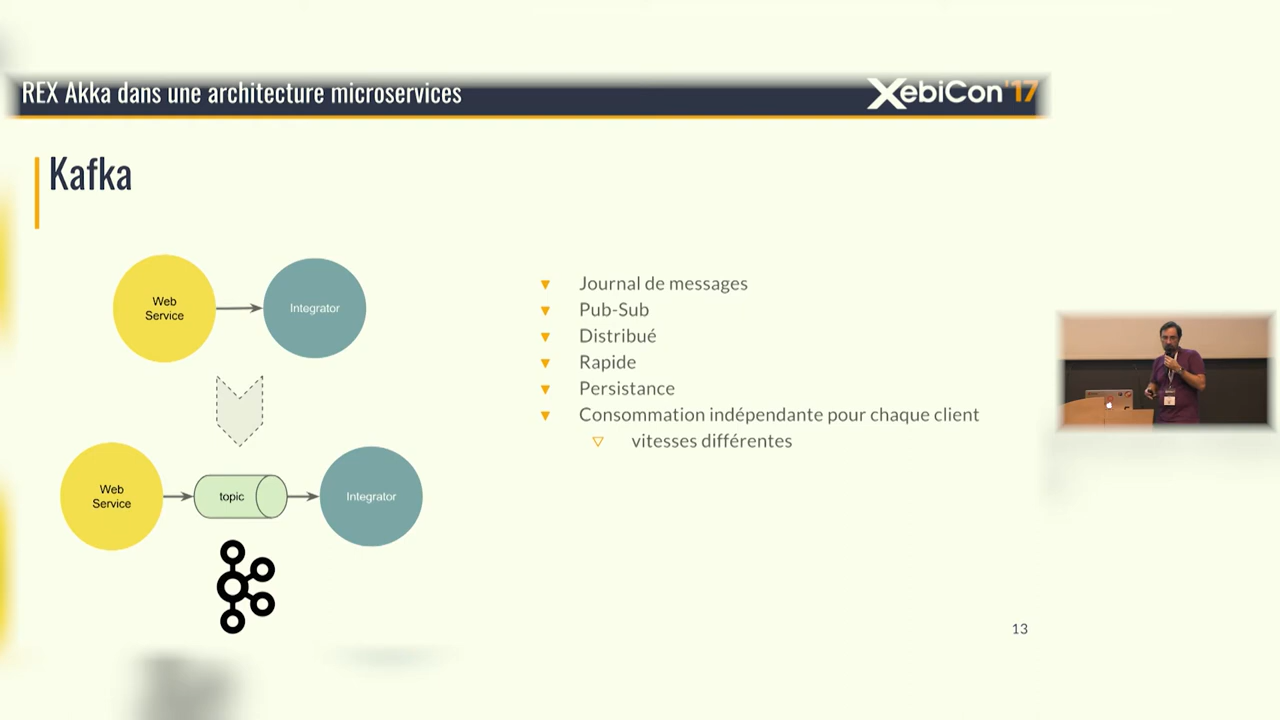 REX Akka dans une architecture microservices
XebiCon'17
Kafka
Web
Service
Integrator
Web
Service
topic
Integrator
Journal de messages
Pub-Sub
Distribué
Rapide
Persistance
Consommation indépendante pour chaque client
vitesses différentes
13